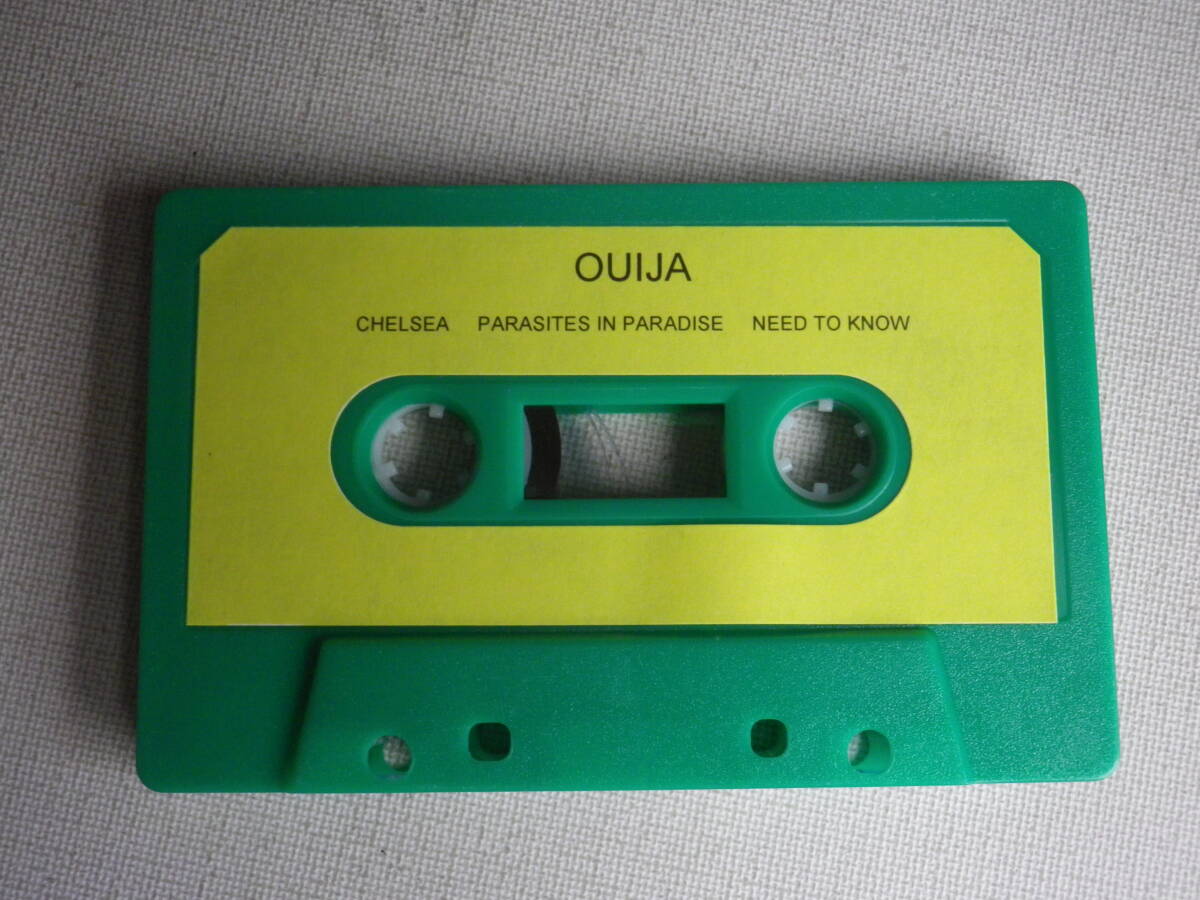 OUIJA
CHELSEA PARASITES IN PARADISE NEED TO KNOW